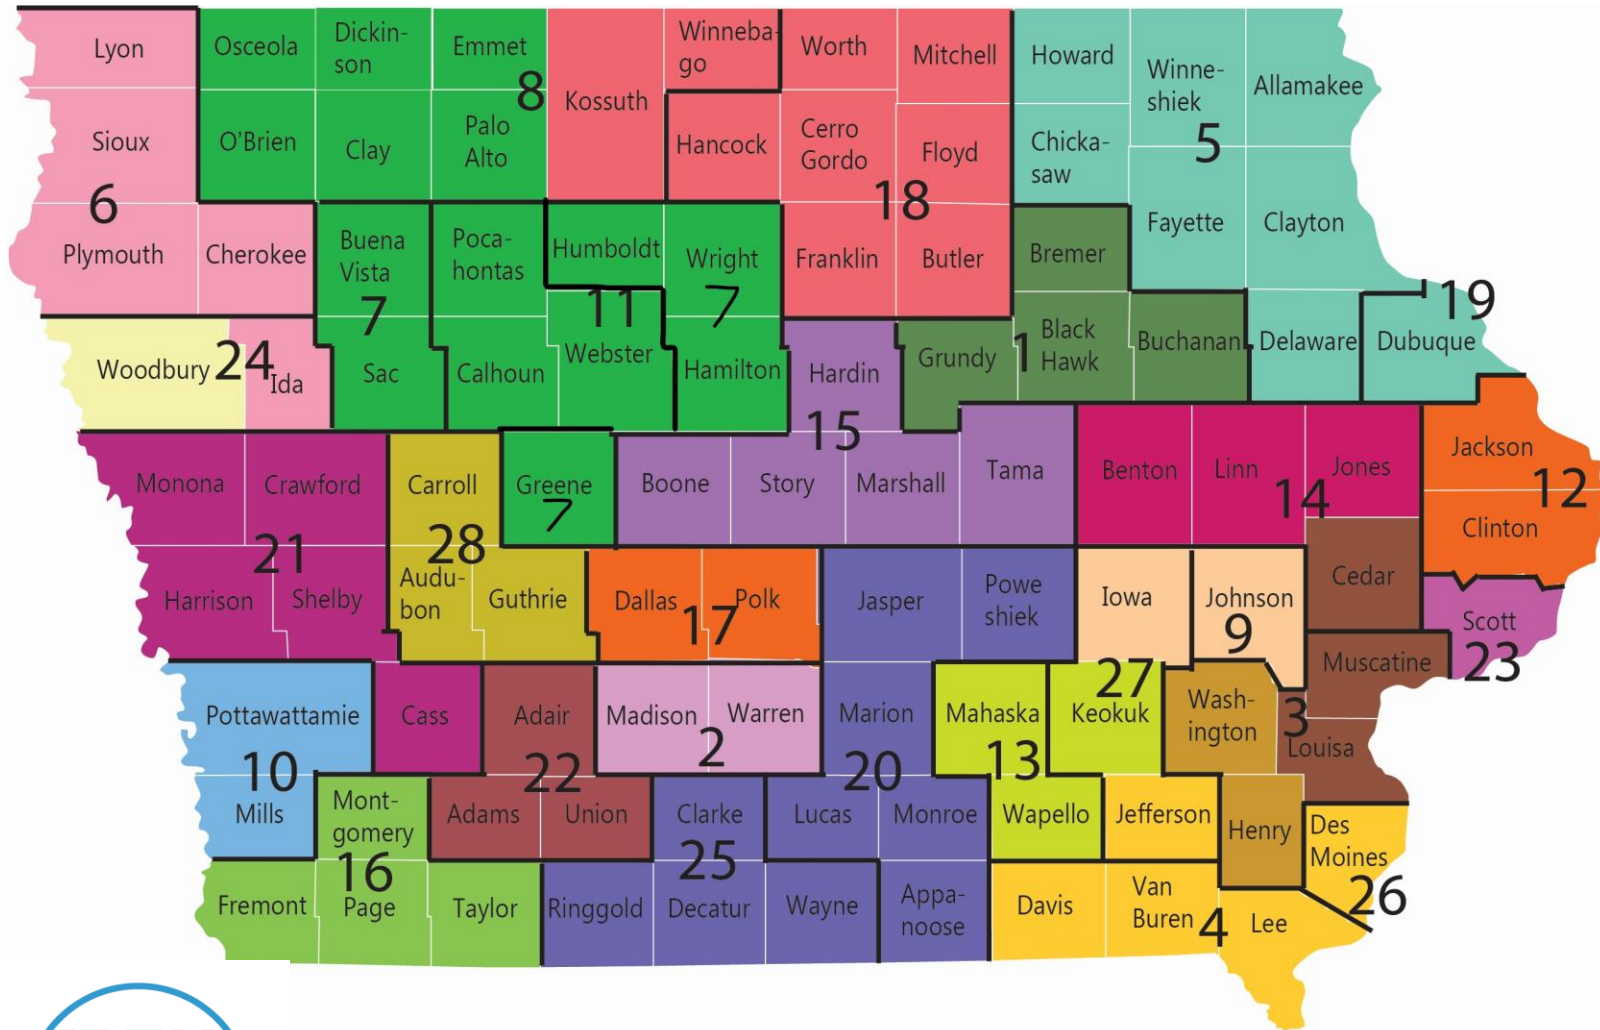 Lyon
Osceola
Dickin-
son
Emmet
8
Kossuth
Winneba-
go
Worth
Mitchell
Howard
Winne-
shiek
Allamakee
Sioux
O'Brien
Clay
Palo
Alto
Hancock
Cerro
Gordo
Floyd
Chicka-
saw
5
6
18
Plymouth
Cherokee
Buena
Vista
Poca-
hontas
Humboldt
Wright
Franklin
Butler
Bremer
Fayette
Clayton
7
11
7
19
Woodbury
24
Ida
Sac
Calhoun
Webster
Hamilton
Hardin
Grundy
1
Black
Hawk
Buchanan
Delaware
Dubuque
15
Monona
Crawford
Carroll
Greene
7
Boone
Story
Marshall
Tama
Benton
Linn
Jones
14
Jackson
12
Clinton
21
28
Harrison
Shelby
Audu-
bon
Guthrie
Dallas
17
Polk
Jasper
Powe
shiek
Iowa
Johnson
9
Cedar
Scott
23
Muscatine
27
Pottawattamie
Cass
Adair
Madison
Warren
2
Marion
Mahaska
Keokuk
Wash-
ington
3
Louisa
10
22
20
13
Mills
Mont-
gomery
Adams
Union
Clarke
Lucas
Monroe
Wapello
Jefferson
Henry
Des
Moines
16
25
26
Fremont
Page
Taylor
Ringgold
Decatur
Wayne
Appa-
noose
Davis
Van
Buren
4
Lee